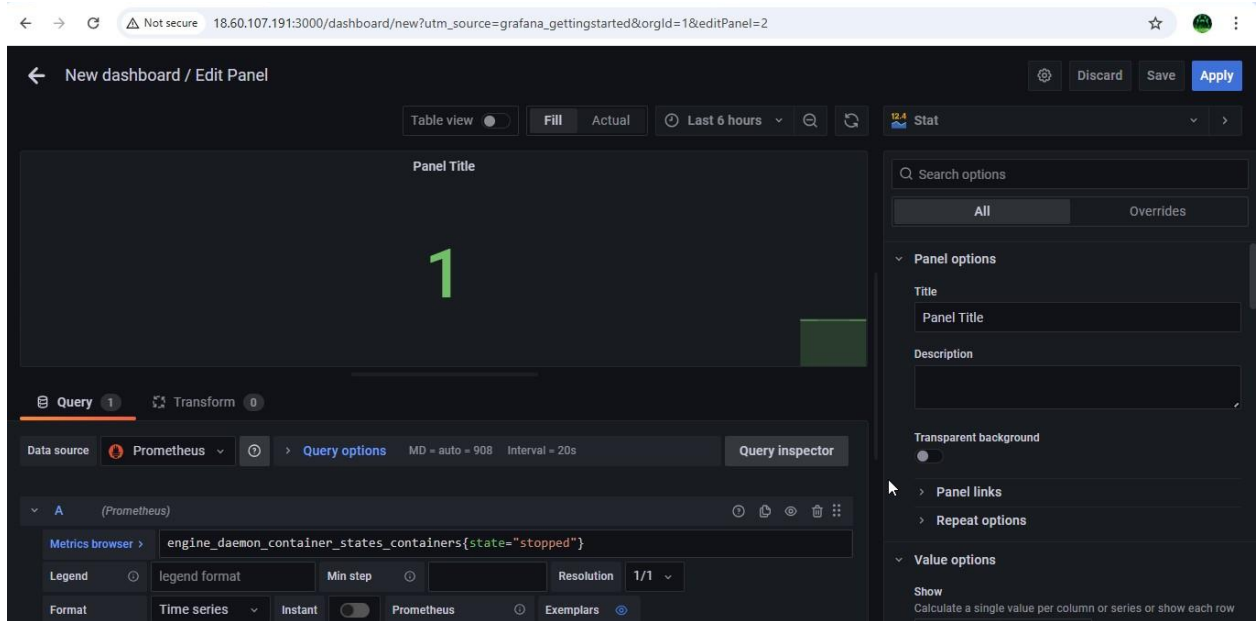 Not secure 18.60.107.191:3000/dashboard/new?utm_source=grafana_gettingstarted&orgId=1&editPanel=2
New dashboard / Edit Panel
Discard Save Apply
Table view Fill Actual Last 6 hours
12.4 Stat
Panel Title
1
Search options
All Overrides
Panel options
Title
Panel Title
Description
Transparent background
Panel links
Repeat options
Value options
Show
Calculate a single value per column or series or show each row
Query 1 Transform 0
Data source Prometheus Query options MD = auto = 908 Interval = 20s Query inspector
A (Prometheus)
Metrics browser > engine_daemon_container_states_containers{state="stopped"}
Legend legend format Min step Resolution 1/1
Format Time series Instant Prometheus Exemplars